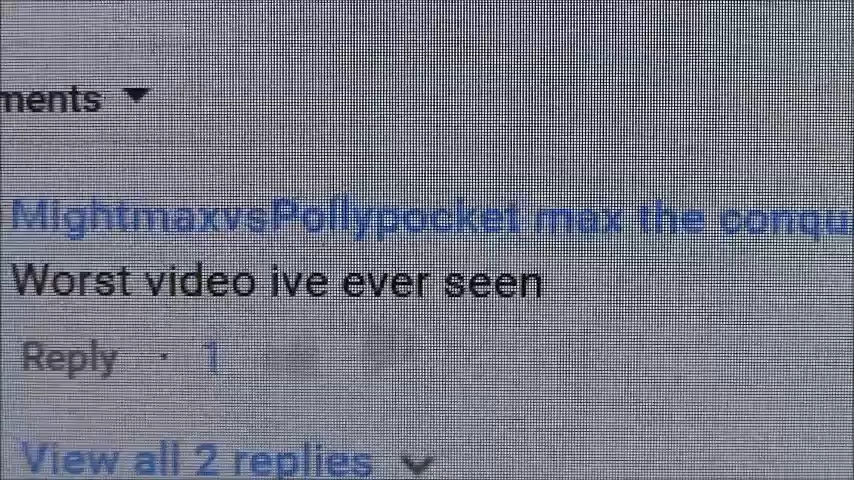 ments
MightmaxvsPollypocket max the conqu
Worst video ive ever seen
Reply · 1
View all 2 replies